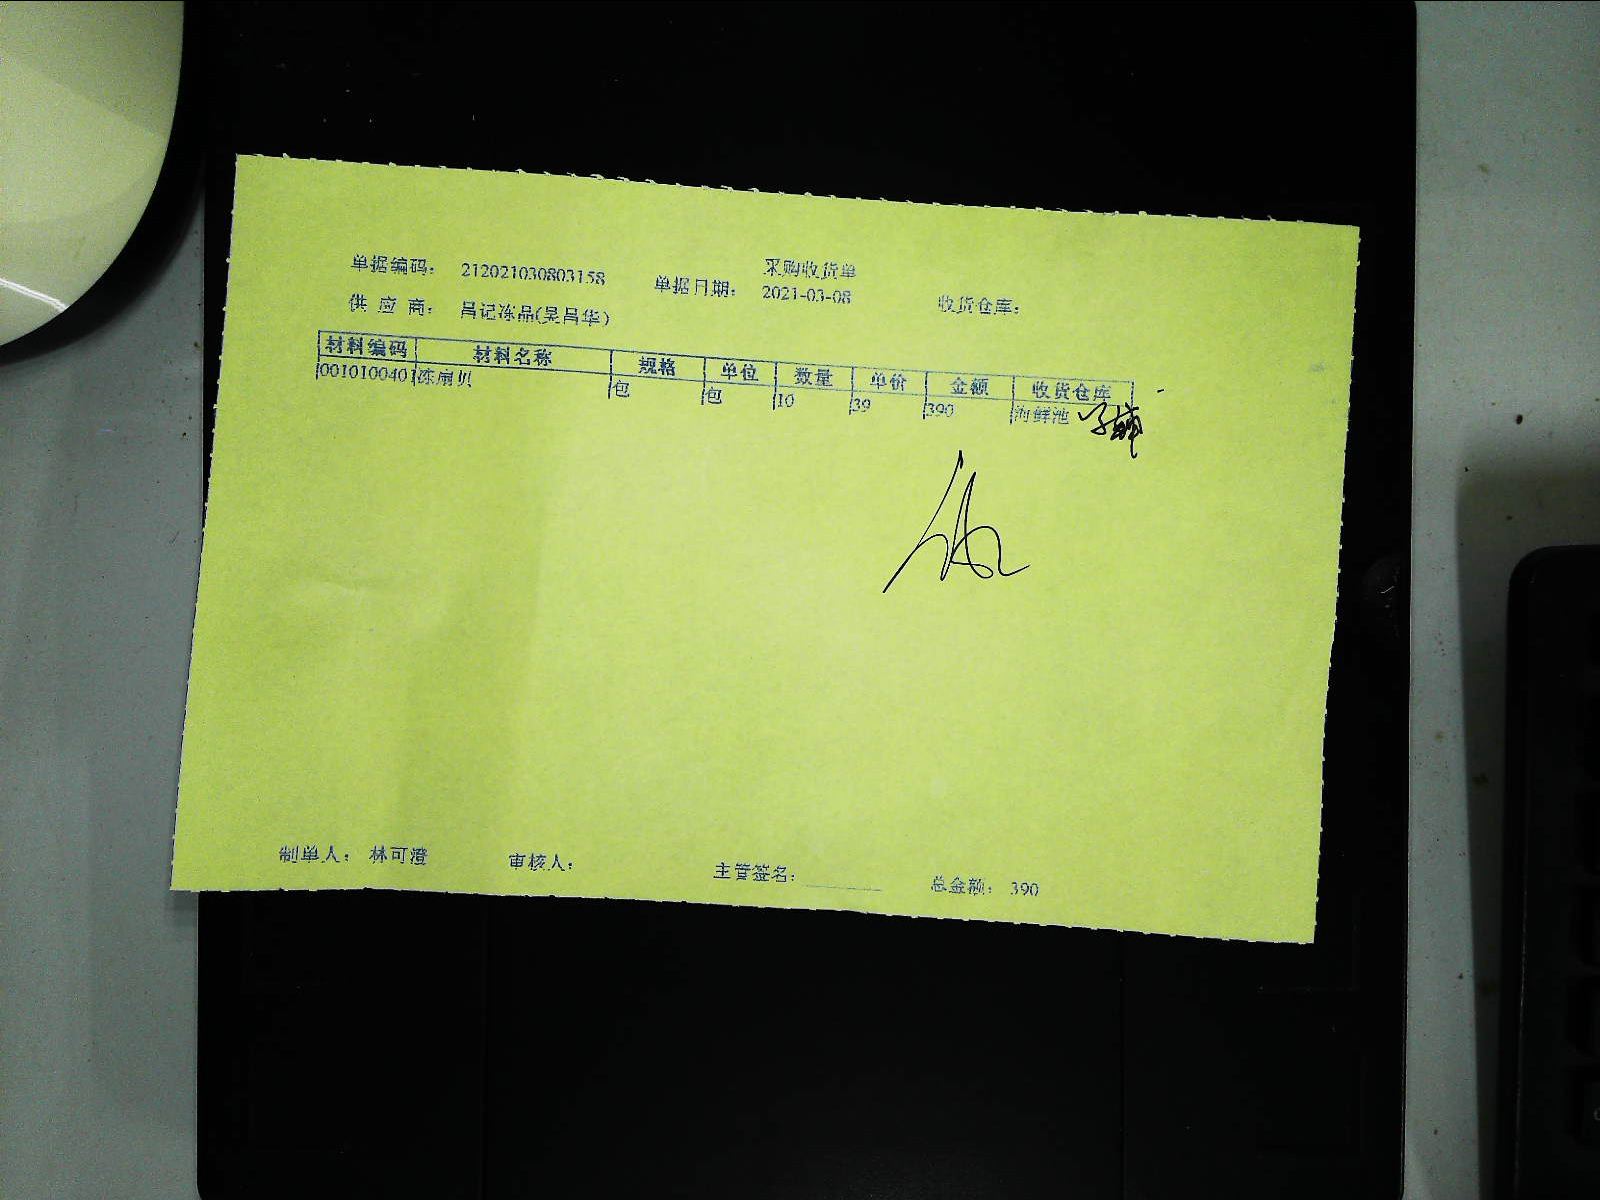 采购收货单
单据编码： 212021030803158 单据日期： 2021-03-08 收货仓库：
供 应 商： 吕记冻品(吴吕华)
材料编码 材料名称 规格 单位 数量 单价 金额 收货仓库
0010100401 冻扇贝 包 包 10 39 390 海鲜池
制单人： 林可澄 审核人： 主管签名： 总金额： 390